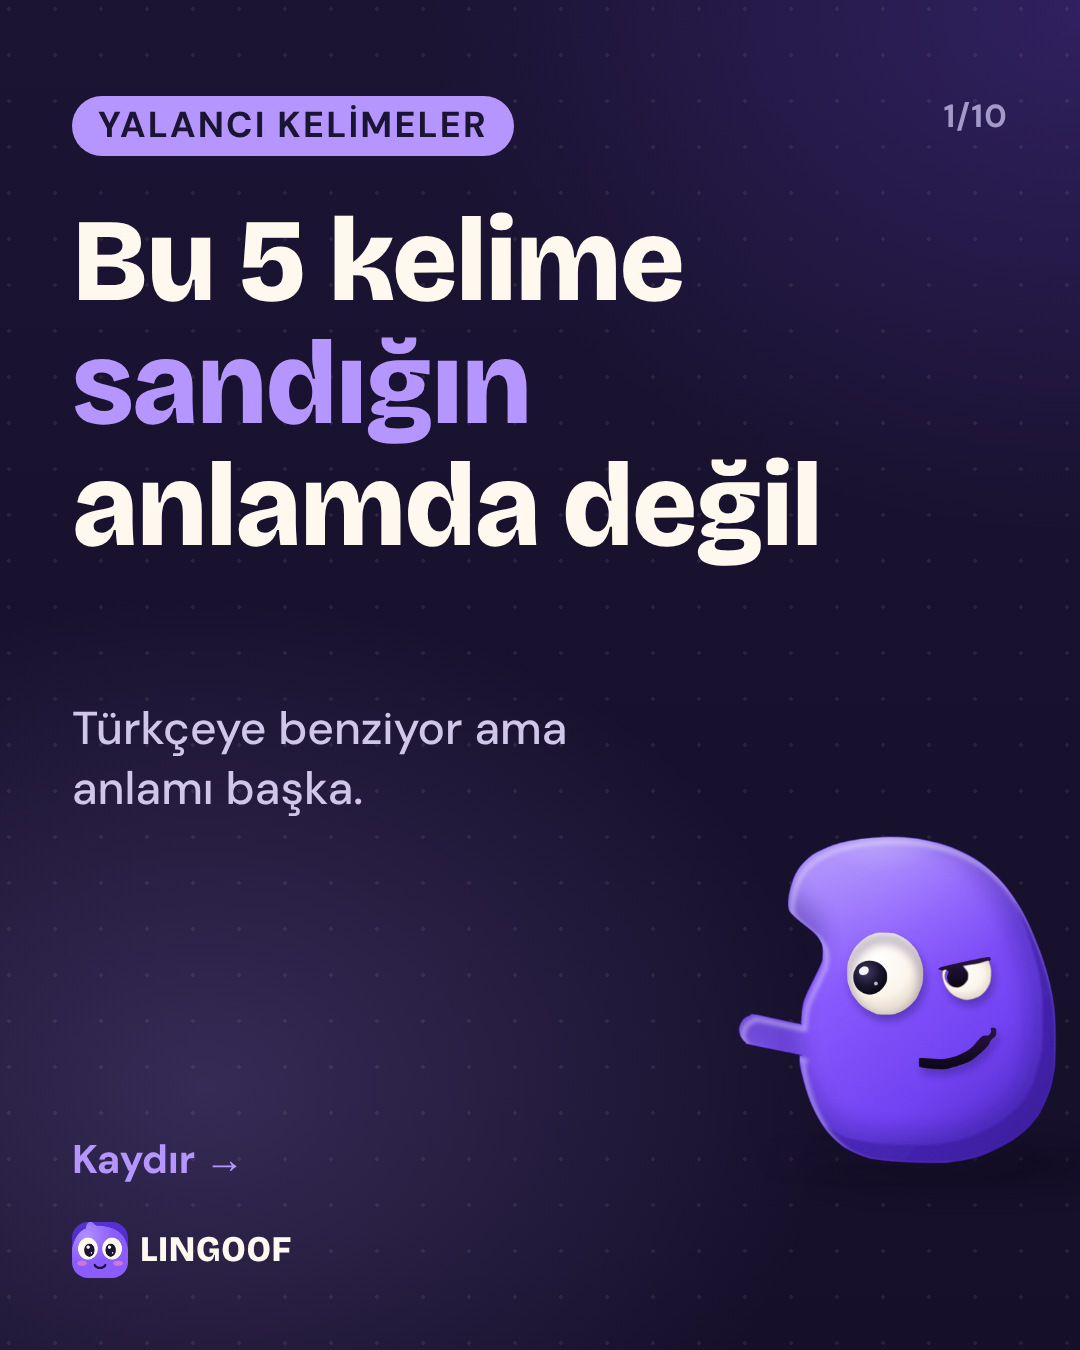 YALANCI KELİMELER
1/10
Bu 5 kelime
sandığın
anlamda değil
Türkçeye benziyor ama
anlamı başka.
Kaydır →
LINGOOF